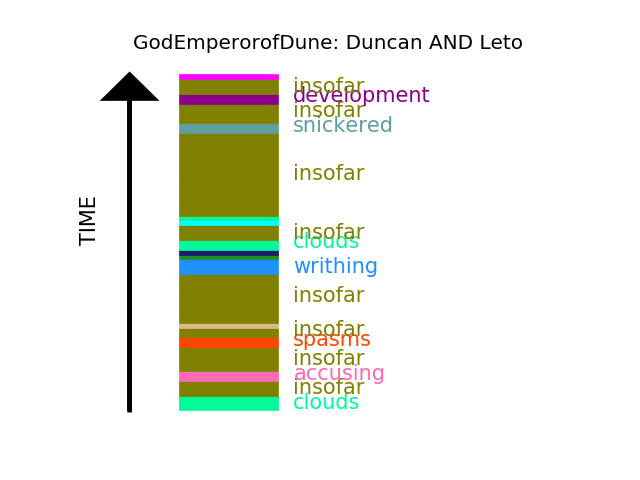 GodEmperorofDune: Duncan AND Leto
insofar
development
insofar
snickered
insofar
insofar
clouds
writhing
insofar
insofar
spasms
insofar
accusing
insofar
clouds
TIME